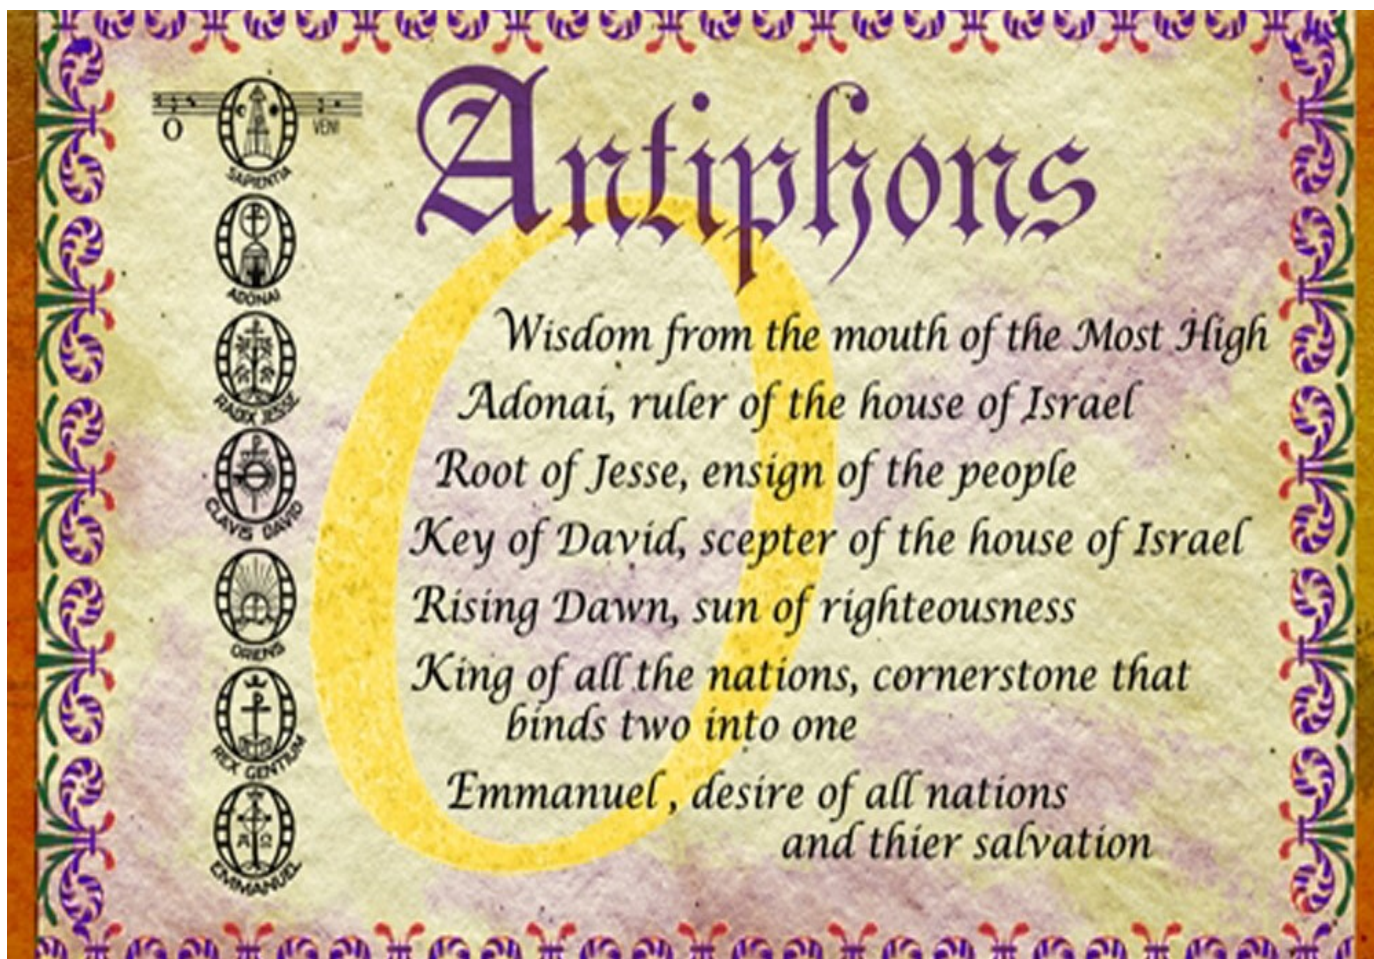 O VENI
SAPIENTIA
ADONAI
RADIX JESSE
CLAVIS DAVID
ORIENS
REX GENTIUM
A Ω
EMMANUEL
O
Antiphons
Wisdom from the mouth of the Most High
Adonai, ruler of the house of Israel
Root of Jesse, ensign of the people
Key of David, scepter of the house of Israel
Rising Dawn, sun of righteousness
King of all the nations, cornerstone that
binds two into one
Emmanuel , desire of all nations
and thier salvation